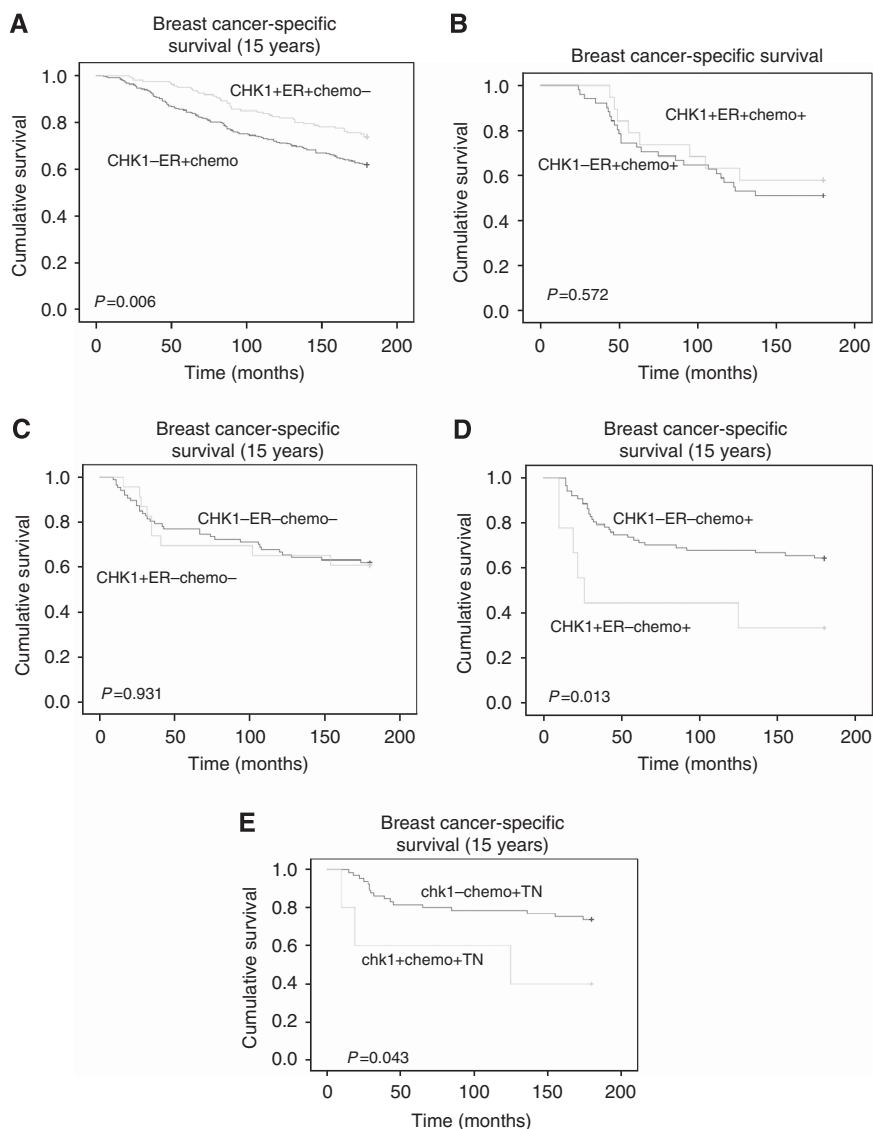 A
Breast cancer-specific
survival (15 years)
1.0
0.8
0.6
0.4
0.2
0.0
Cumulative survival
CHK1+ER+chemo–
CHK1–ER+chemo
P=0.006
0 50 100 150 200
Time (months)
B
Breast cancer-specific survival
1.0
0.8
0.6
0.4
0.2
0.0
Cumulative survival
CHK1+ER+chemo+
CHK1–ER+chemo+
P=0.572
0 50 100 150 200
Time (months)
C
Breast cancer-specific
survival (15 years)
1.0
0.8
0.6
0.4
0.2
0.0
Cumulative survival
CHK1–ER–chemo–
CHK1+ER–chemo–
P=0.931
0 50 100 150 200
Time (months)
D
Breast cancer-specific
survival (15 years)
1.0
0.8
0.6
0.4
0.2
0.0
Cumulative survival
CHK1–ER–chemo+
CHK1+ER–chemo+
P=0.013
0 50 100 150 200
Time (months)
E
Breast cancer-specific
survival (15 years)
1.0
0.8
0.6
0.4
0.2
0.0
Cumulative survival
chk1–chemo+TN
chk1+chemo+TN
P=0.043
0 50 100 150 200
Time (months)